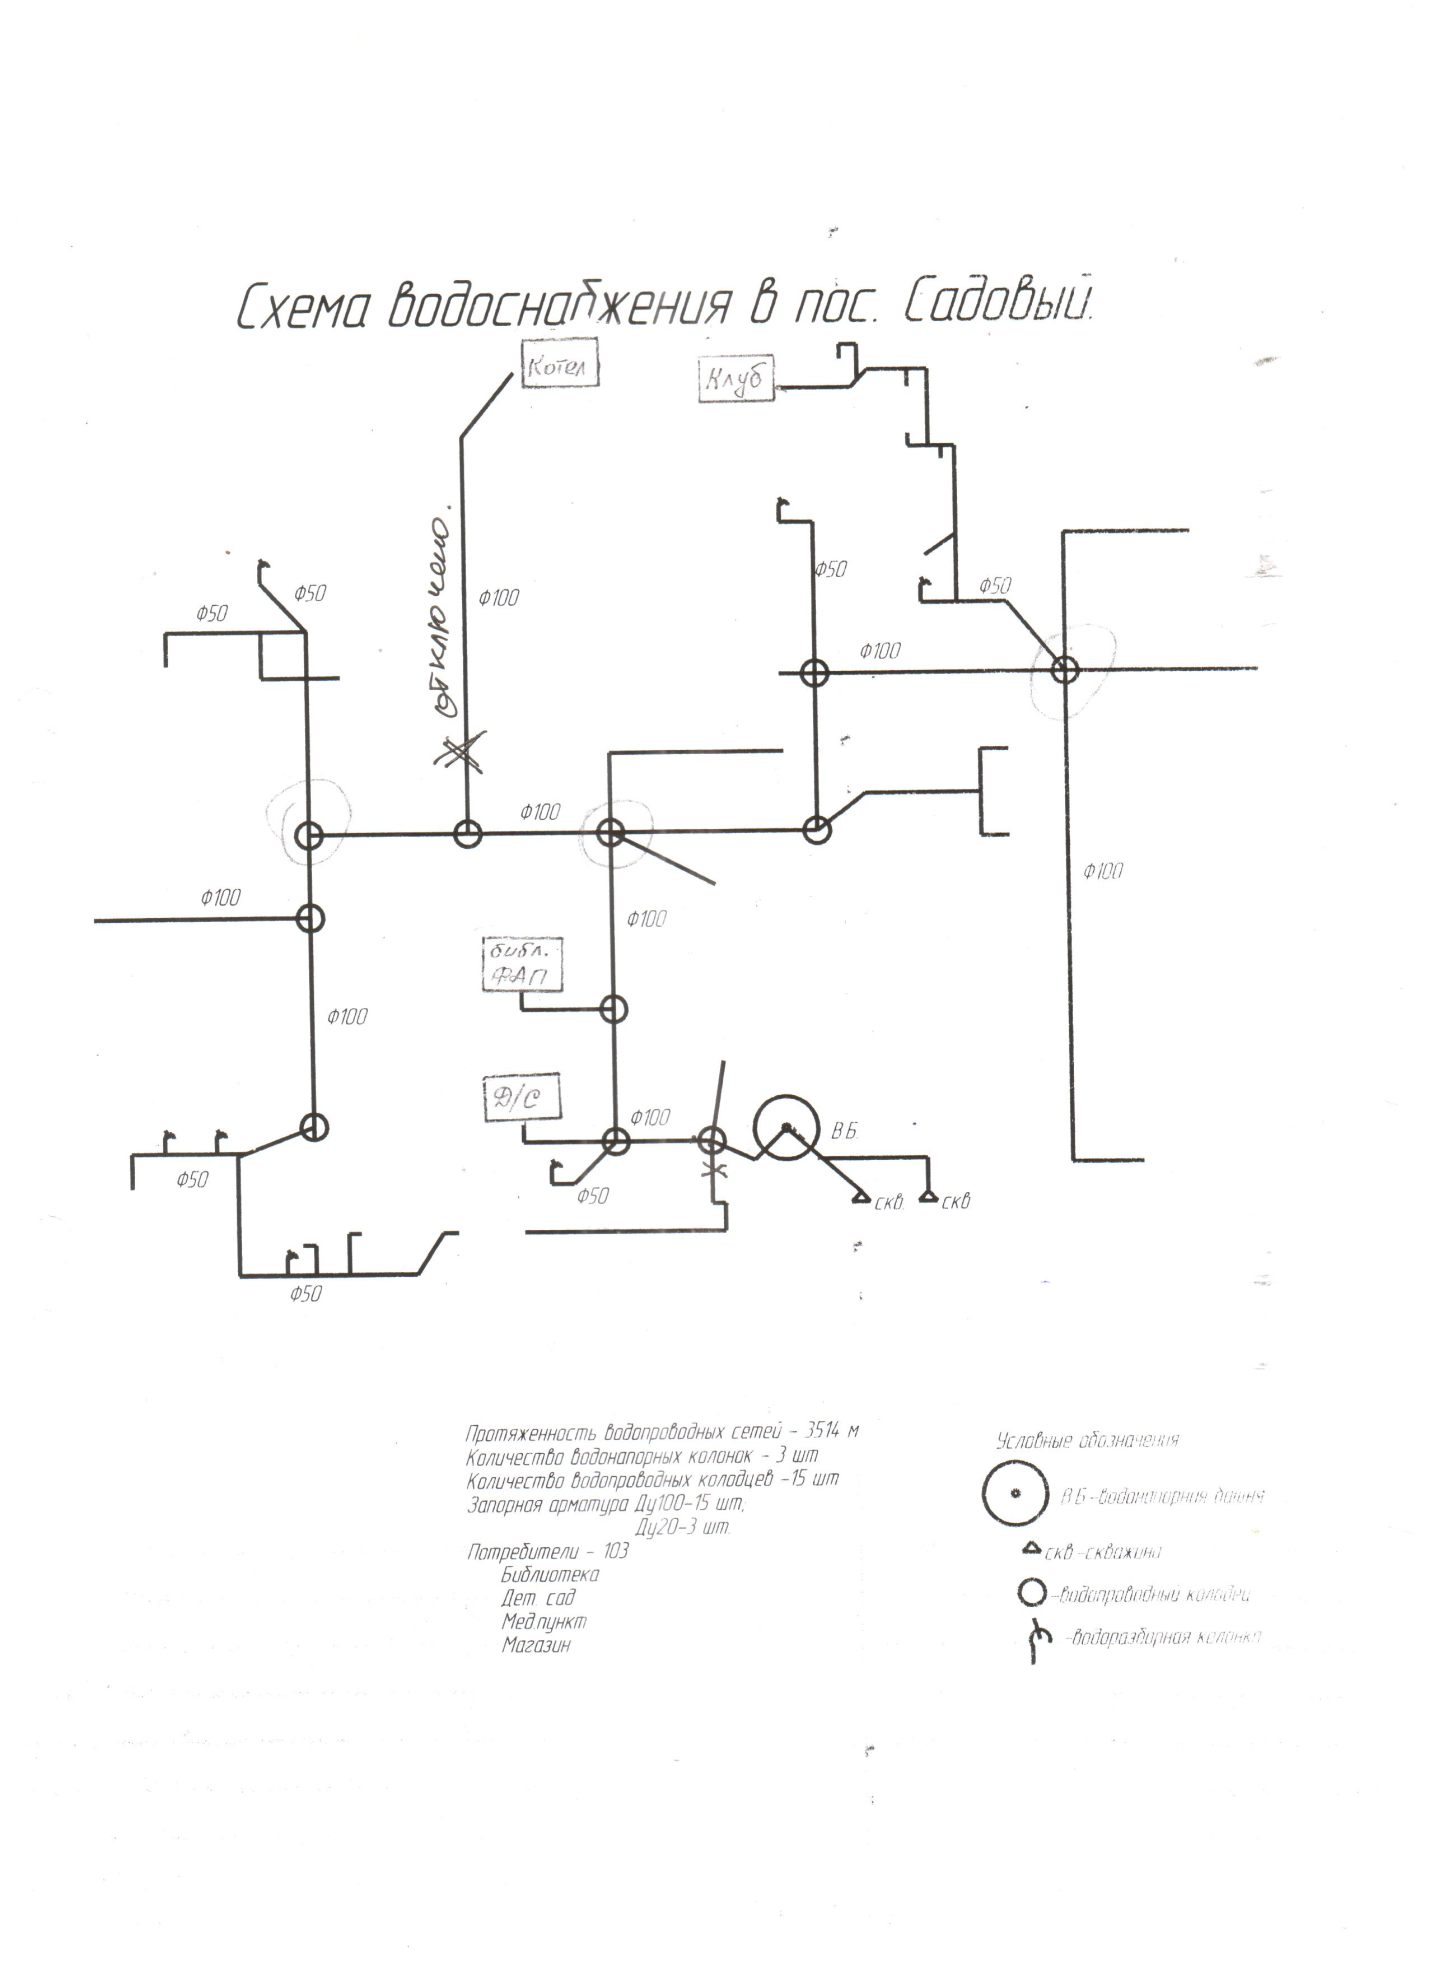 Схема водоснабжения в пос. Садовый.
Котел
Клуб
отключено.
Ф50
Ф50
Ф50
Ф100
Ф50
Ф100
Ф100
Ф100
Ф100
Ф100
библ.
ФАП
Ф100
Д/С
Ф100
В.Б.
Ф50
Ф50
скв.
скв
Ф50
Протяженность водопроводных сетей - 3514 м
Количество водонапорных колонок - 3 шт
Количество водопроводных колодцев -15 шт
Запорная арматура Ду100-15 шт;
Ду20-3 шт.
Потребители - 103
Библиотека
Дет. сад
Мед.пункт
Магазин
Условные обозначения
В.Б.-водонапорная башня
скв.-скважина
-водопроводный колодец
-водоразборная колонка